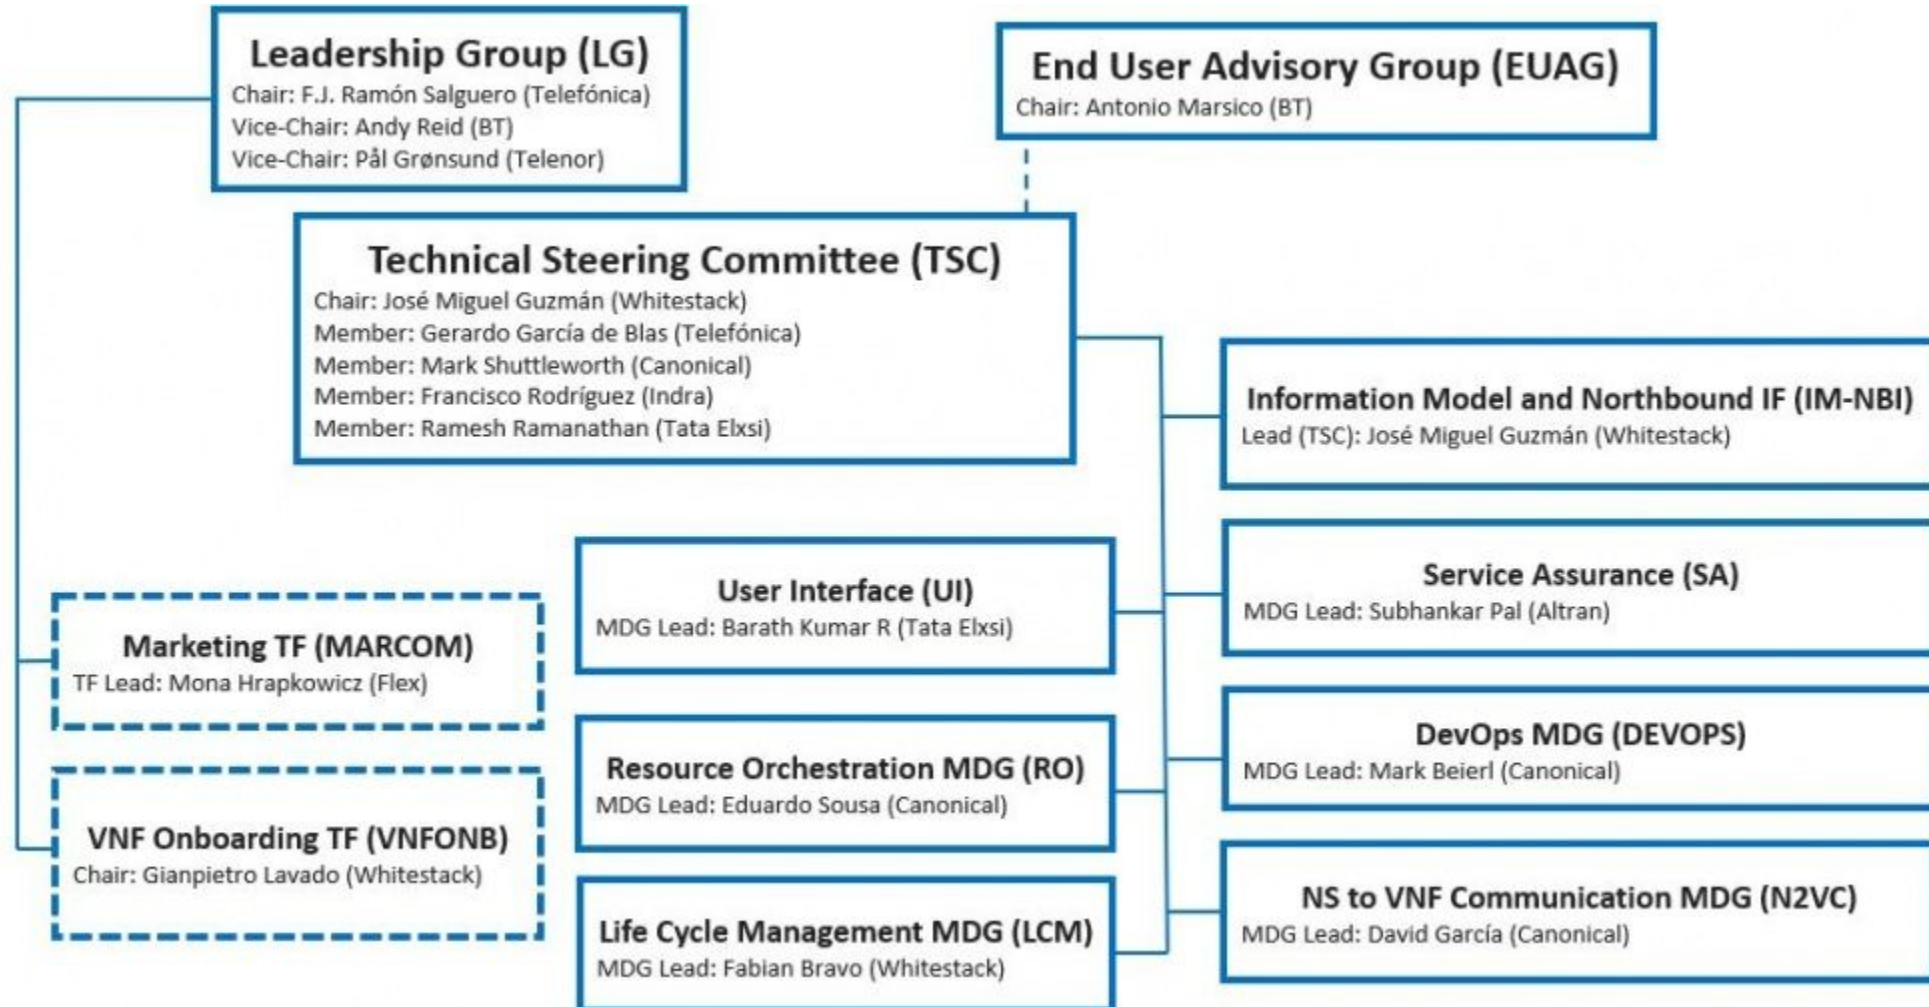 Leadership Group (LG)
Chair: F.J. Ramón Salguero (Telefónica)
Vice-Chair: Andy Reid (BT)
Vice-Chair: Pål Grønsund (Telenor)
End User Advisory Group (EUAG)
Chair: Antonio Marsico (BT)
Technical Steering Committee (TSC)
Chair: José Miguel Guzmán (Whitestack)
Member: Gerardo García de Blas (Telefónica)
Member: Mark Shuttleworth (Canonical)
Member: Francisco Rodríguez (Indra)
Member: Ramesh Ramanathan (Tata Elxsi)
Information Model and Northbound IF (IM-NBI)
Lead (TSC): José Miguel Guzmán (Whitestack)
User Interface (UI)
MDG Lead: Barath Kumar R (Tata Elxsi)
Service Assurance (SA)
MDG Lead: Subhankar Pal (Altran)
Marketing TF (MARCOM)
TF Lead: Mona Hrapkowicz (Flex)
Resource Orchestration MDG (RO)
MDG Lead: Eduardo Sousa (Canonical)
DevOps MDG (DEVOPS)
MDG Lead: Mark Beierl (Canonical)
VNF Onboarding TF (VNFONB)
Chair: Gianpietro Lavado (Whitestack)
Life Cycle Management MDG (LCM)
MDG Lead: Fabian Bravo (Whitestack)
NS to VNF Communication MDG (N2VC)
MDG Lead: David García (Canonical)